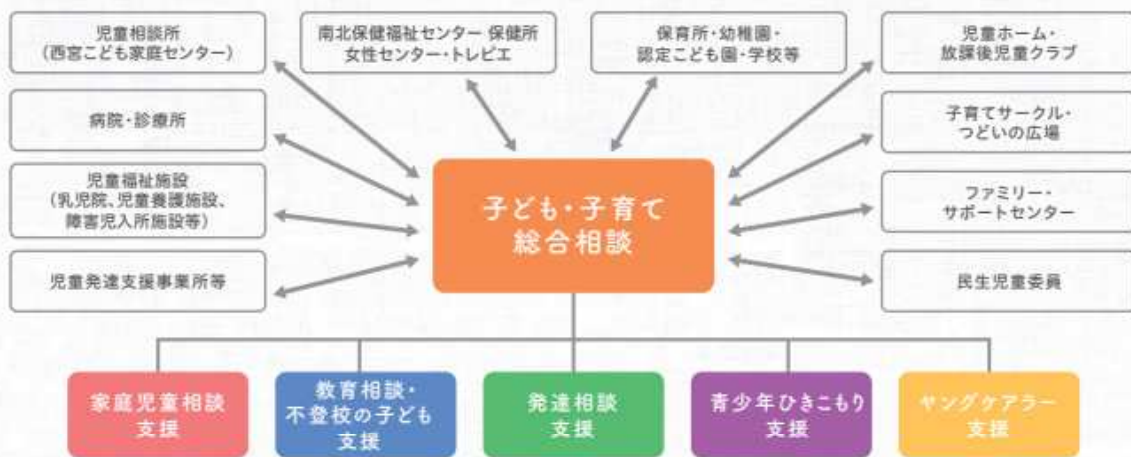 児童相談所
（西宮こども家庭センター）
南北保健福祉センター 保健所
女性センター・トレピエ
保育所・幼稚園・
認定こども園・学校等
児童ホーム・
放課後児童クラブ
病院・診療所
子育てサークル・
つどいの広場
児童福祉施設
（乳児院、児童養護施設、
障害児入所施設等）
ファミリー・
サポートセンター
児童発達支援事業所等
民生児童委員
子ども・子育て
総合相談
家庭児童相談
支援
教育相談・
不登校の子ども
支援
発達相談
支援
青少年ひきこもり
支援
ヤングケアラー
支援